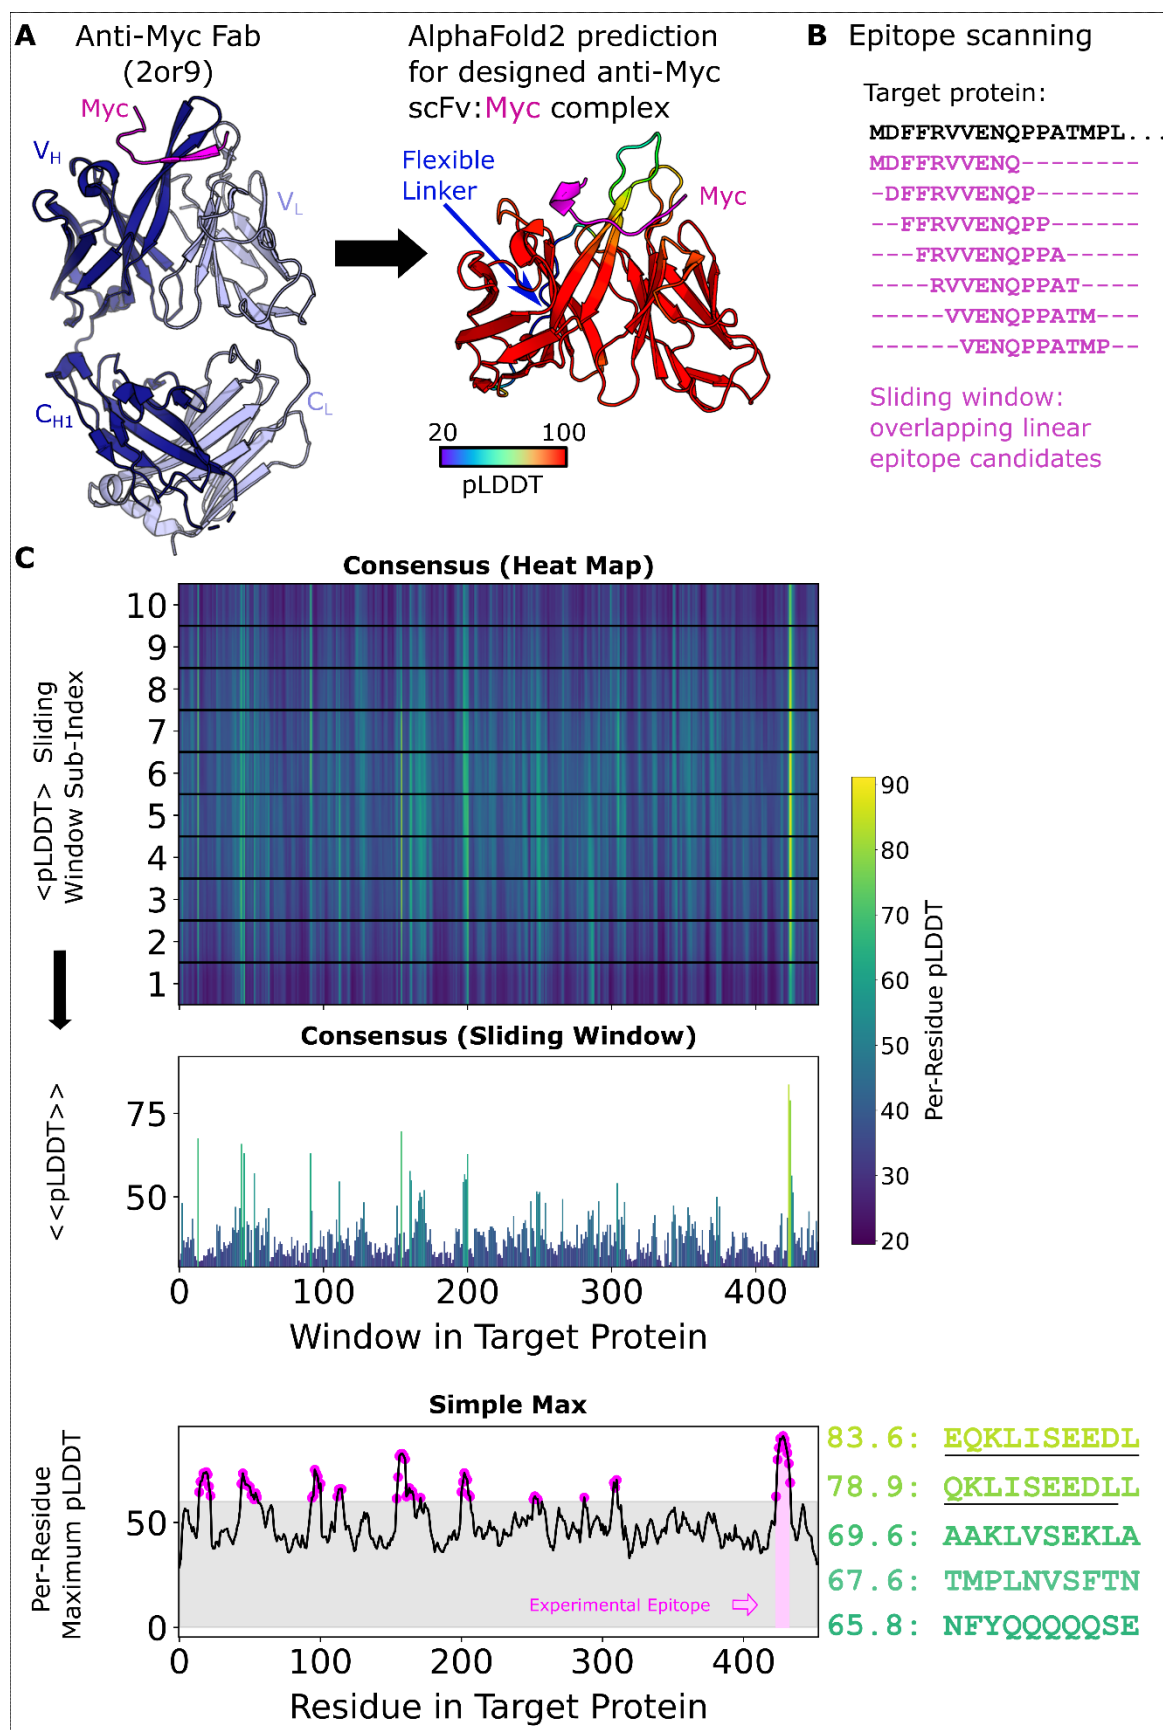 A
Anti-Myc Fab
(2or9)
Myc
VH
VL
CH1
CL
AlphaFold2 prediction
for designed anti-Myc
scFv:Myc complex
Flexible
Linker
Myc
20 100
pLDDT
B Epitope scanning
Target protein:
MDFFRVVENQPPATMPL...
MDFFRVVENQ--------
-DFFRVVENQP-------
--FFRVVENQPP------
---FRVVENQPPA-----
----RVVENQPPAT----
-----VVENQPPATM---
------VENQPPATMP--
Sliding window:
overlapping linear
epitope candidates
C
Consensus (Heat Map)
<pLDDT> Sliding
Window Sub-Index
10
9
8
7
6
5
4
3
2
1
Consensus (Sliding Window)
<<pLDDT>>
75
50
0 100 200 300 400
Window in Target Protein
90
80
70
60
50
40
30
20
Per-Residue pLDDT
Simple Max
Per-Residue
Maximum pLDDT
50
0
Experimental Epitope
0 100 200 300 400
Residue in Target Protein
83.6: EQKLISEEDL
78.9: QKLISEEDLL
69.6: AAKLVSEKLA
67.6: TMPLNVSFTN
65.8: NFYQQQQQSE